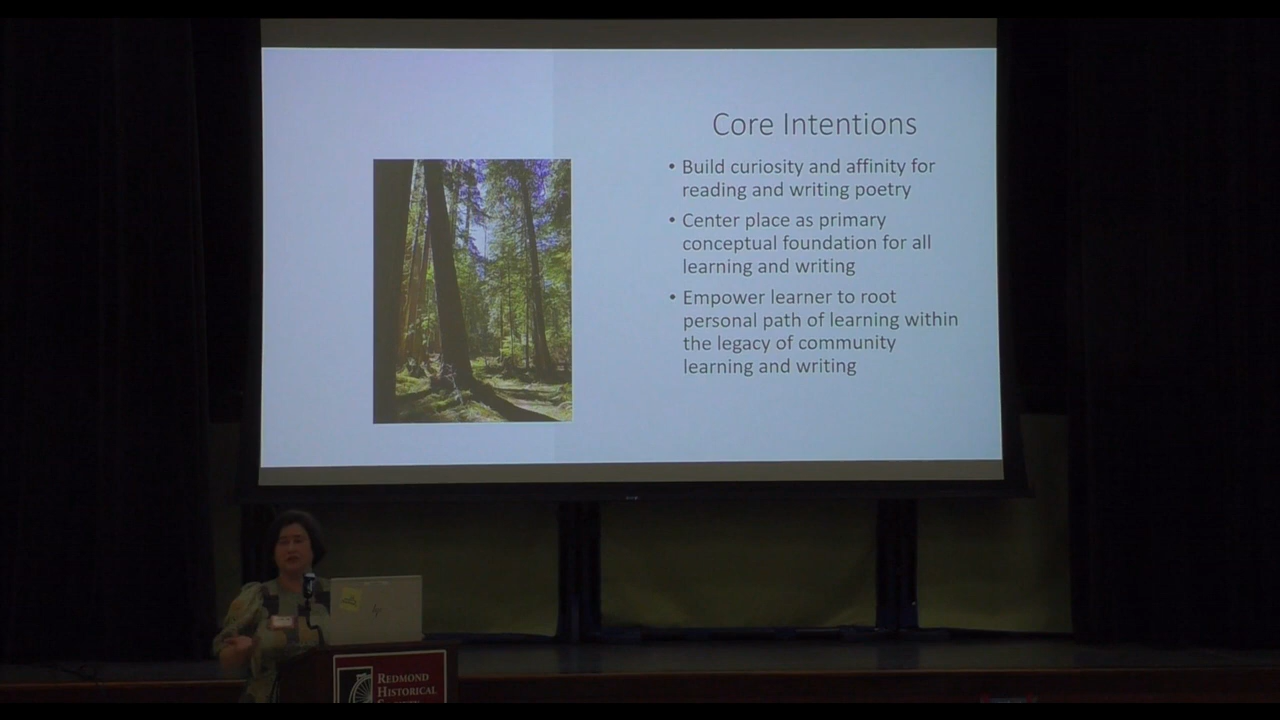 Core Intentions
• Build curiosity and affinity for
reading and writing poetry
• Center place as primary
conceptual foundation for all
learning and writing
• Empower learner to root
personal path of learning within
the legacy of community
learning and writing
REDMOND
HISTORICAL